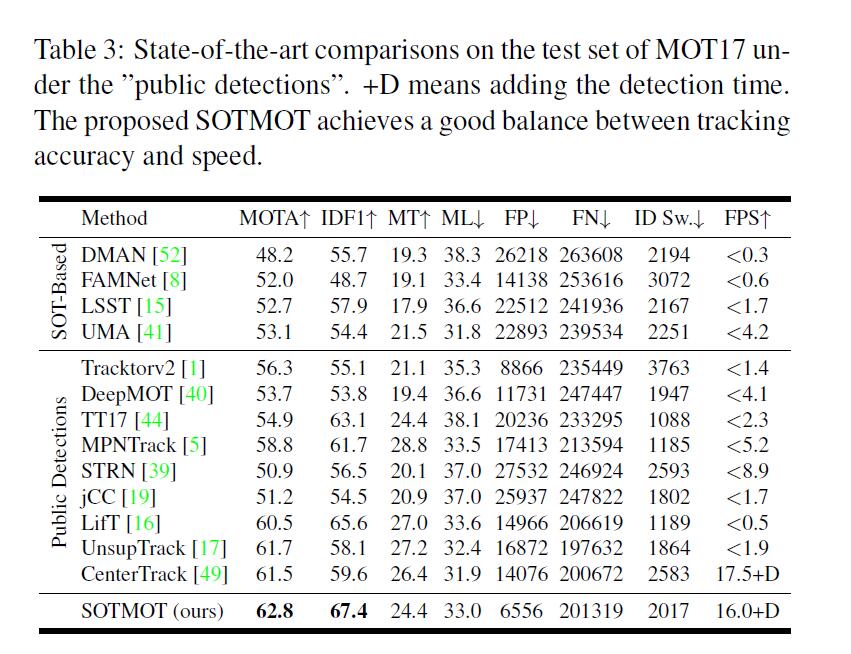 Table 3: State-of-the-art comparisons on the test set of MOT17 un-
der the ”public detections”. +D means adding the detection time.
The proposed SOTMOT achieves a good balance between tracking
accuracy and speed.
Method MOTA↑ IDF1↑ MT↑ ML↓ FP↓ FN↓ ID Sw.↓ FPS↑
SOT-Based
DMAN [52] 48.2 55.7 19.3 38.3 26218 263608 2194 <0.3
FAMNet [8] 52.0 48.7 19.1 33.4 14138 253616 3072 <0.6
LSST [15] 52.7 57.9 17.9 36.6 22512 241936 2167 <1.7
UMA [41] 53.1 54.4 21.5 31.8 22893 239534 2251 <4.2
Public Detections
Tracktorv2 [1] 56.3 55.1 21.1 35.3 8866 235449 3763 <1.4
DeepMOT [40] 53.7 53.8 19.4 36.6 11731 247447 1947 <4.1
TT17 [44] 54.9 63.1 24.4 38.1 20236 233295 1088 <2.3
MPNTrack [5] 58.8 61.7 28.8 33.5 17413 213594 1185 <5.2
STRN [39] 50.9 56.5 20.1 37.0 27532 246924 2593 <8.9
jCC [19] 51.2 54.5 20.9 37.0 25937 247822 1802 <1.7
LifT [16] 60.5 65.6 27.0 33.6 14966 206619 1189 <0.5
UnsupTrack [17] 61.7 58.1 27.2 32.4 16872 197632 1864 <1.9
CenterTrack [49] 61.5 59.6 26.4 31.9 14076 200672 2583 17.5+D
SOTMOT (ours) 62.8 67.4 24.4 33.0 6556 201319 2017 16.0+D